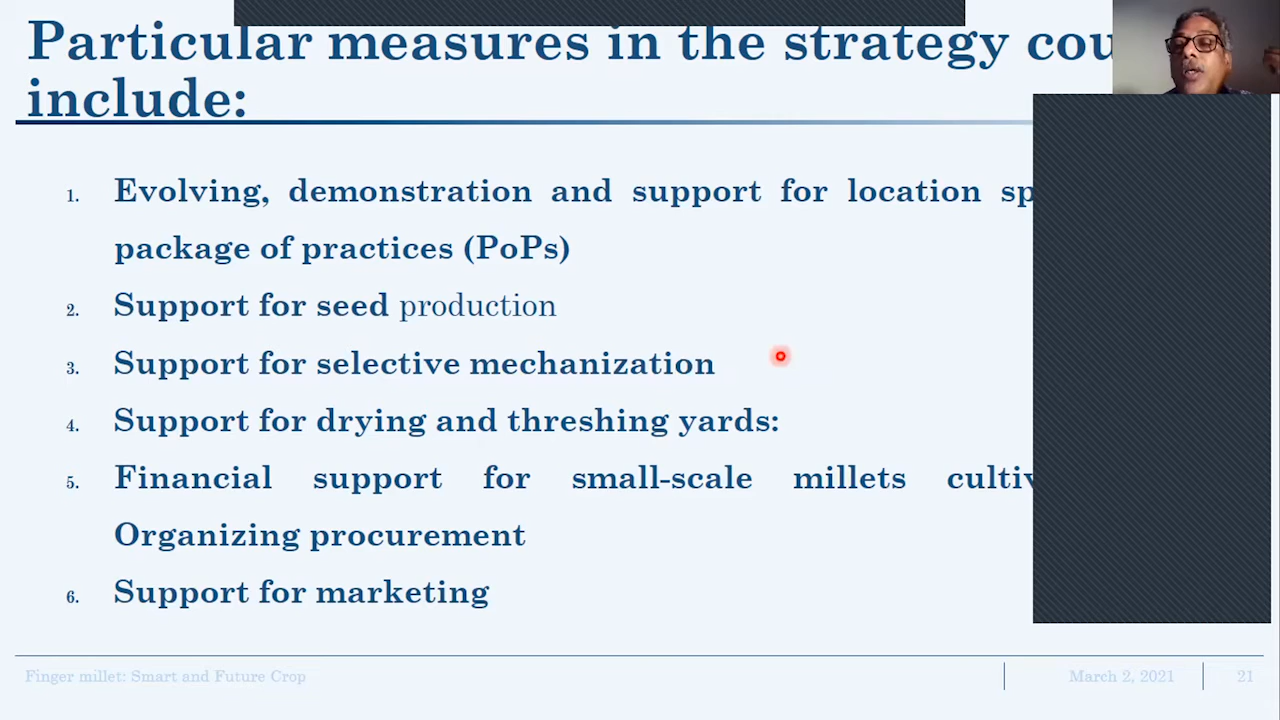 Particular measures in the strategy
include:
1. Evolving, demonstration and support for location
package of practices (PoPs)
2. Support for seed production
3. Support for selective mechanization
4. Support for drying and threshing yards:
5. Financial support for small-scale millets
Organizing procurement
6. Support for marketing
Finger millet: Smart and Future Crop
March 2, 2021
21